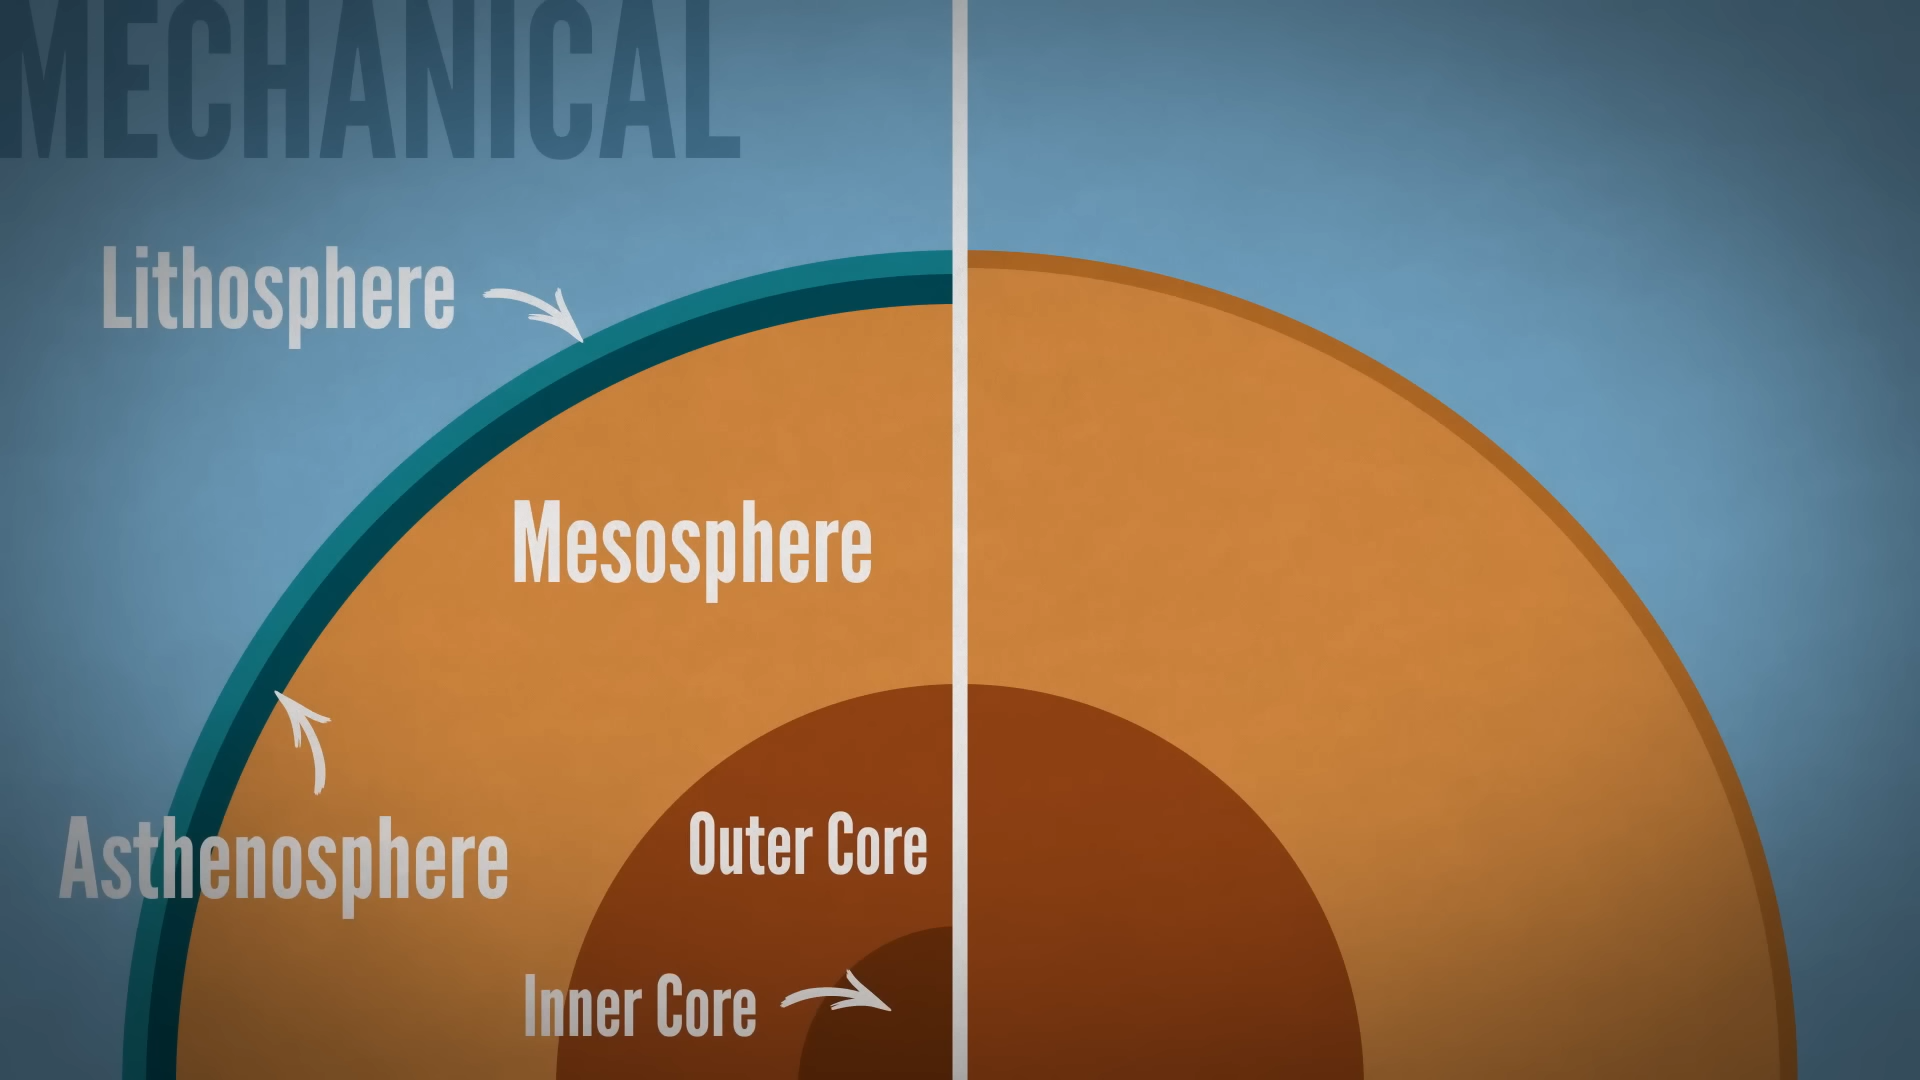 MECHANICAL
Lithosphere
Mesosphere
Asthenosphere
Outer Core
Inner Core